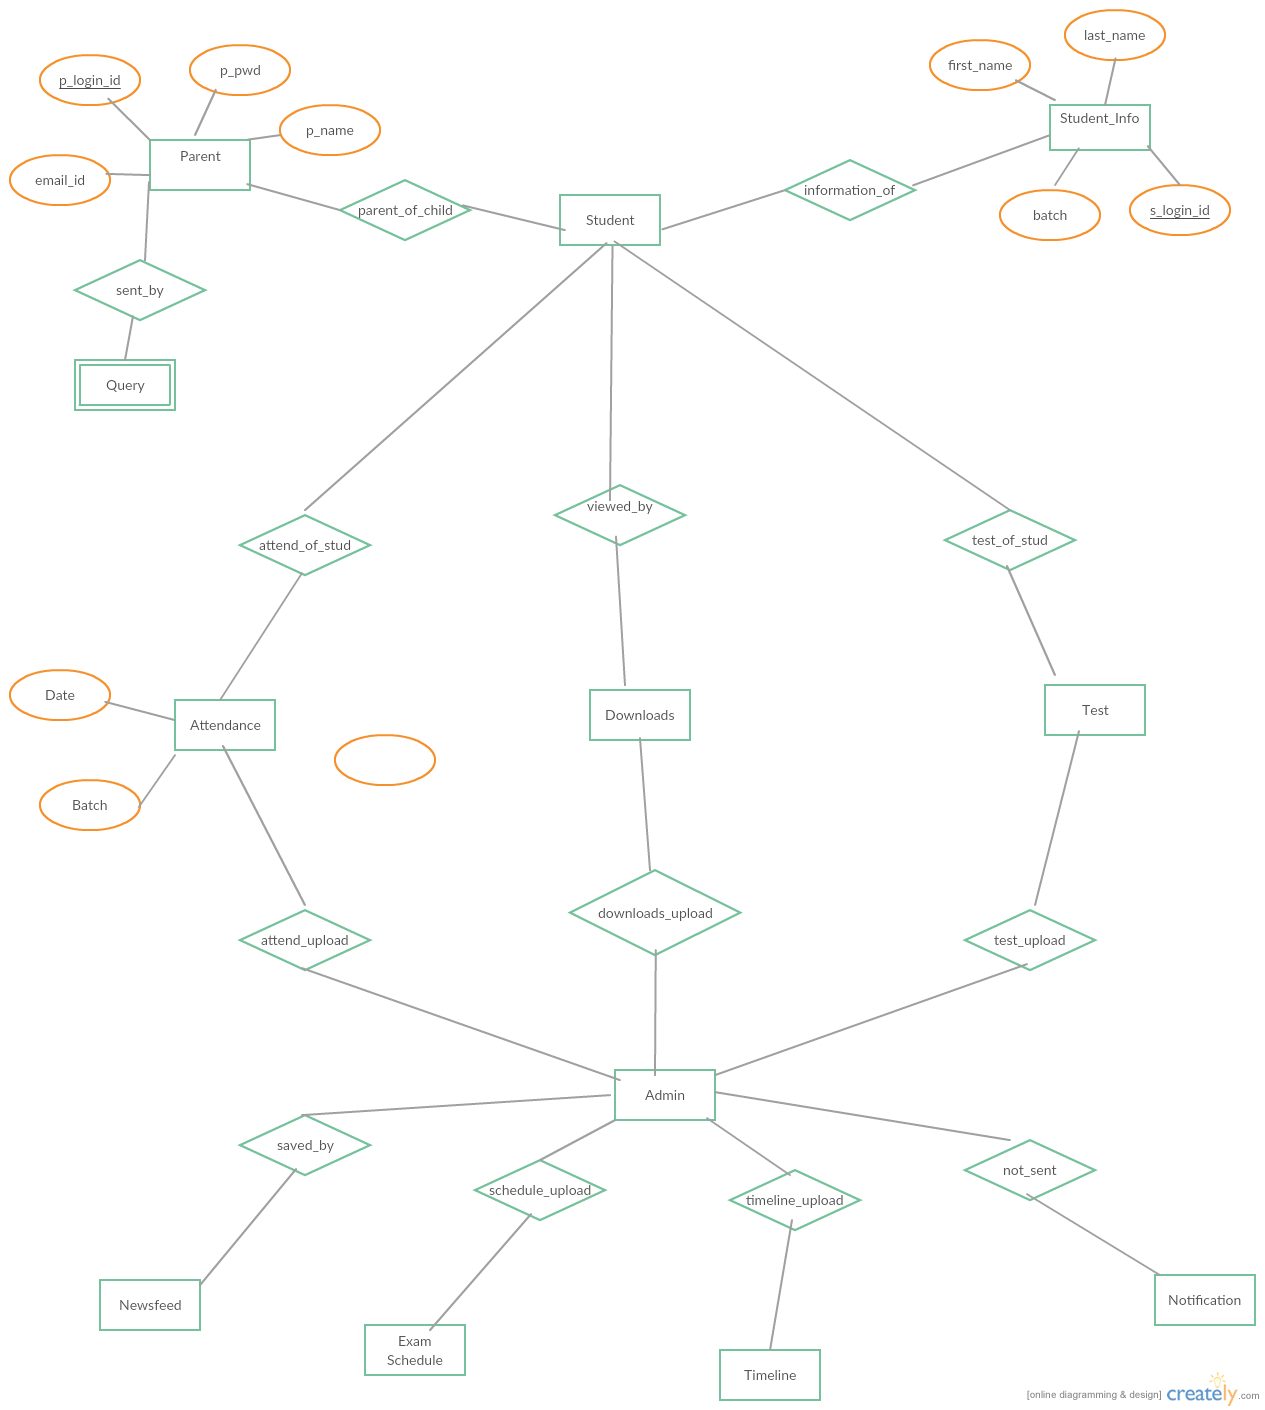 last_name
first_name
p_pwd
p_login_id
Student_Info
p_name
Parent
email_id
information_of
parent_of_child
s_login_id
batch
Student
sent_by
Query
viewed_by
attend_of_stud
test_of_stud
Date
Attendance
Downloads
Test
Batch
downloads_upload
attend_upload
test_upload
Admin
saved_by
not_sent
schedule_upload
timeline_upload
Newsfeed
Notification
Exam
Schedule
Timeline
[online diagramming & design] creately.com